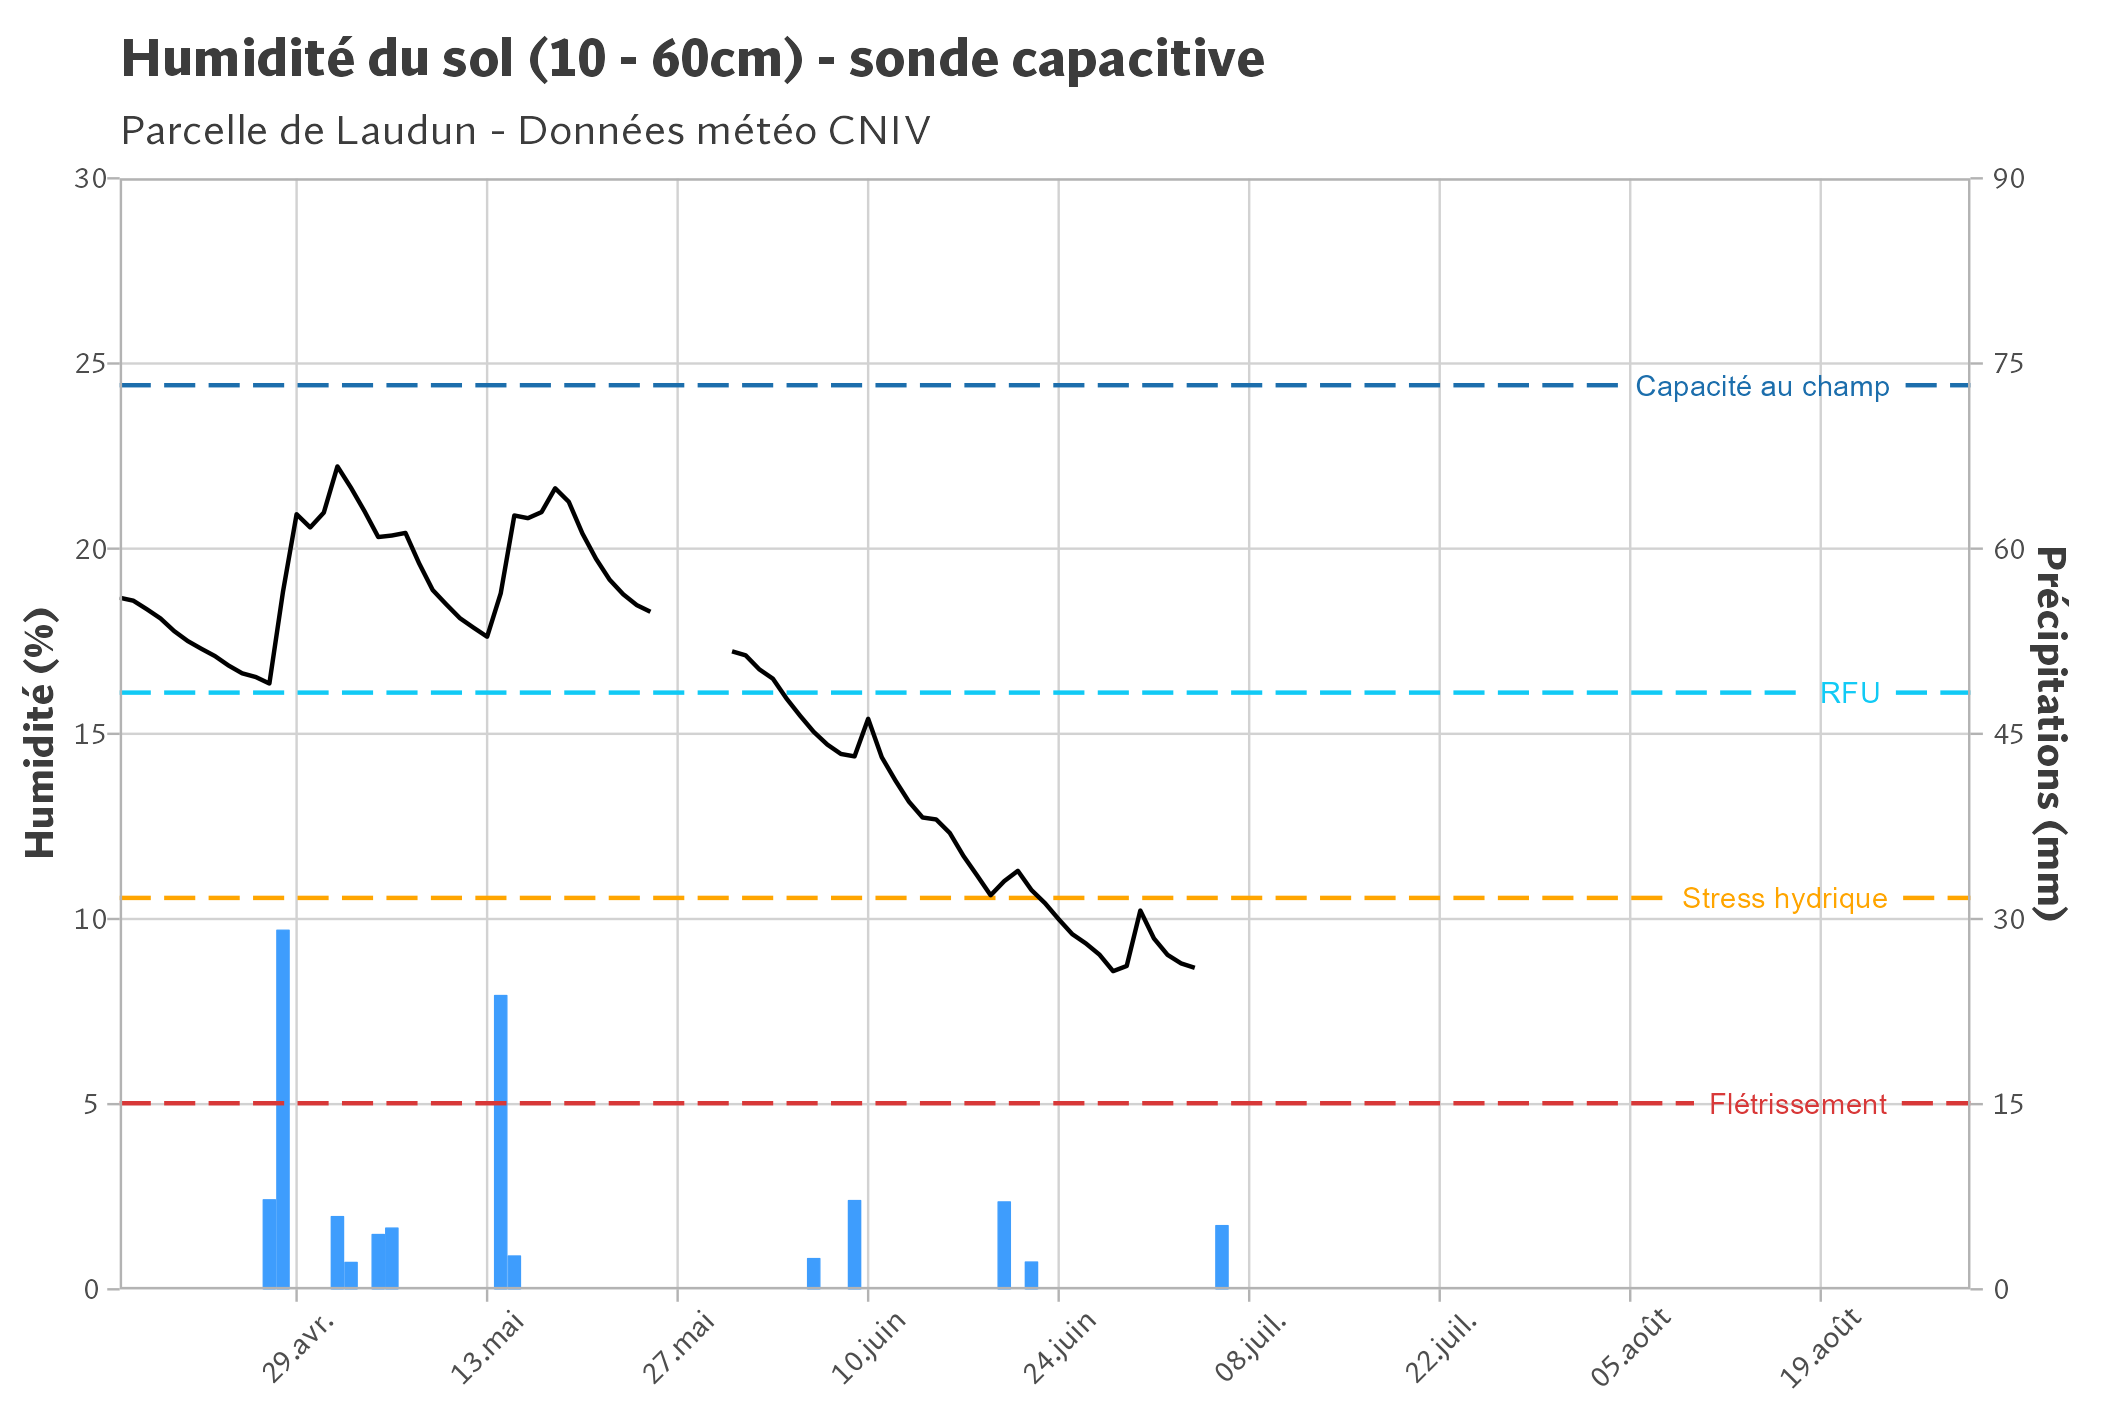 Humidité du sol (10 - 60cm) - sonde capacitive
Parcelle de Laudun - Données météo CNIV
30
25
20
15
10
5
0
Humidité (%)
90
75
60
45
30
15
0
Précipitations (mm)
Capacité au champ
RFU
Stress hydrique
Flétrissement
29.avr.
13.mai
27.mai
10.juin
24.juin
08.juil.
22.juil.
05.août
19.août